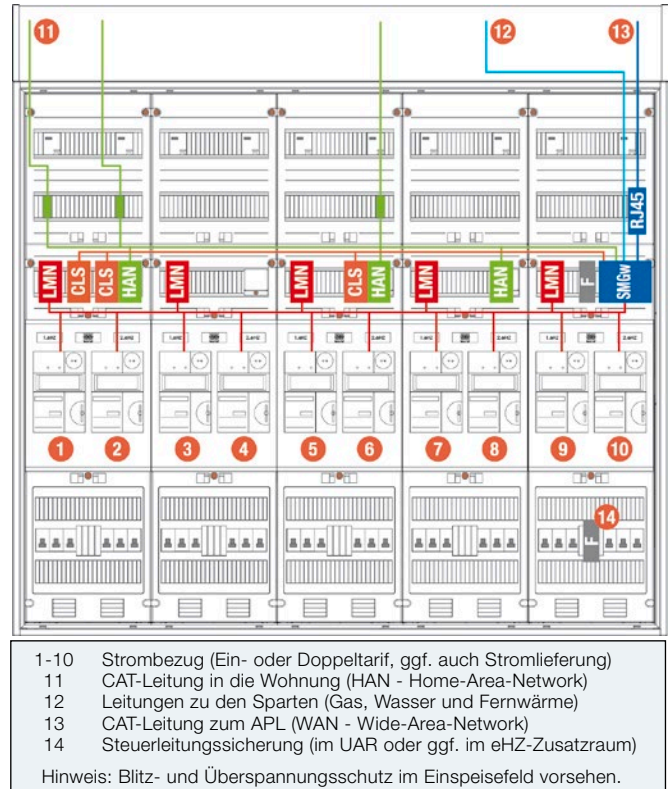 11 12 13
RJ45
LMN CLS CLS HAN LMN LMN CLS HAN LMN HAN LMN F SMGw
1 2 3 4 5 6 7 8 9 10
14
F
1-10 Strombezug (Ein- oder Doppeltarif, ggf. auch Stromlieferung)
11 CAT-Leitung in die Wohnung (HAN - Home-Area-Network)
12 Leitungen zu den Sparten (Gas, Wasser und Fernwärme)
13 CAT-Leitung zum APL (WAN - Wide-Area-Network)
14 Steuerleitungssicherung (im UAR oder ggf. im eHZ-Zusatzraum)
Hinweis: Blitz- und Überspannungsschutz im Einspeisefeld vorsehen.